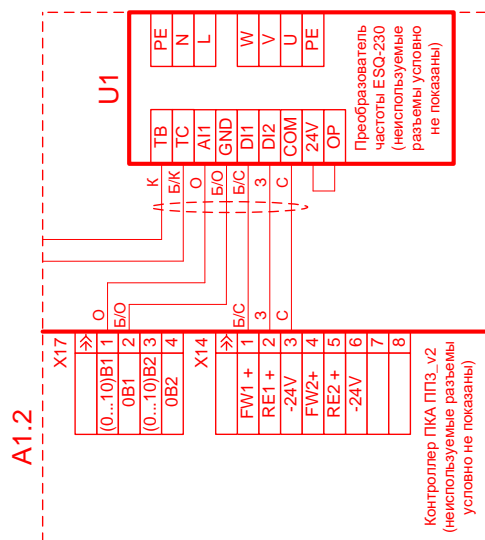 U1
PE
N
L
W
V
U
PE
TB
TC
AI1
GND
DI1
DI2
COM
24V
OP
Преобразователь
частоты ESQ-230
(неиспользуемые
разъемы условно
не показаны)
К
Б/К
О
Б/О
Б/С
З
С
О
Б/О
Б/С
З
С
A1.2
X17
(0...10)В1 1
0В1 2
(0...10)В2 3
0В2 4
X14
FW1 + 1
RE1 + 2
-24V 3
FW2+ 4
RE2 + 5
-24V 6
7
8
Контроллер ПКА ПП3_v2
(неиспользуемые разъемы
условно не показаны)